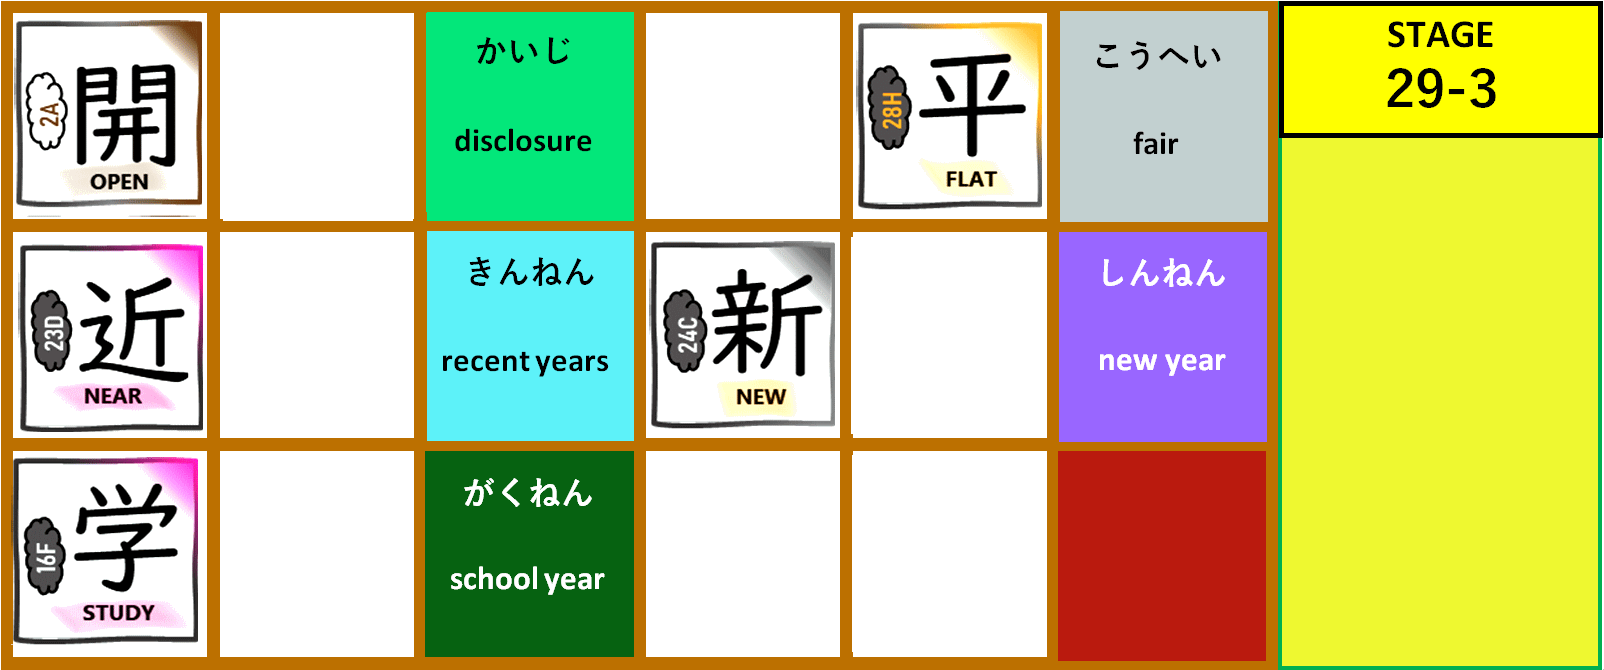 開
2A
OPEN
かいじ
disclosure
平
28H
FLAT
こうへい
fair
STAGE
29-3
近
23D
NEAR
きんねん
recent years
新
24C
NEW
しんねん
new year
学
16F
STUDY
がくねん
school year